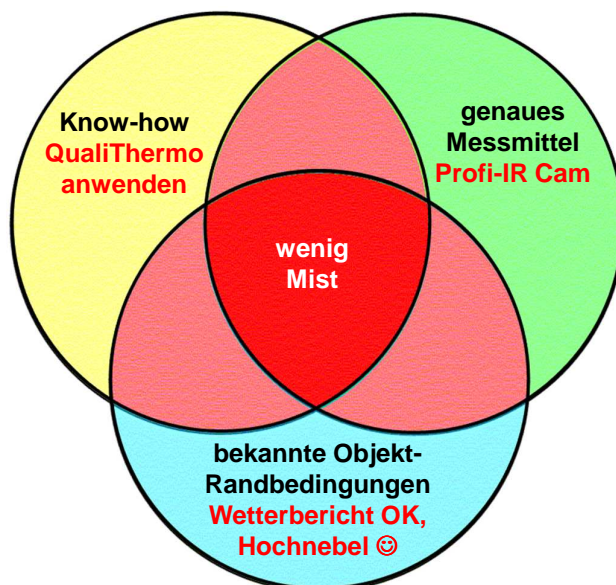 Know-how
QualiThermo
anwenden
genaues
Messmittel
Profi-IR Cam
wenig
Mist
bekannte Objekt-
Randbedingungen
Wetterbericht OK,
Hochnebel ☺